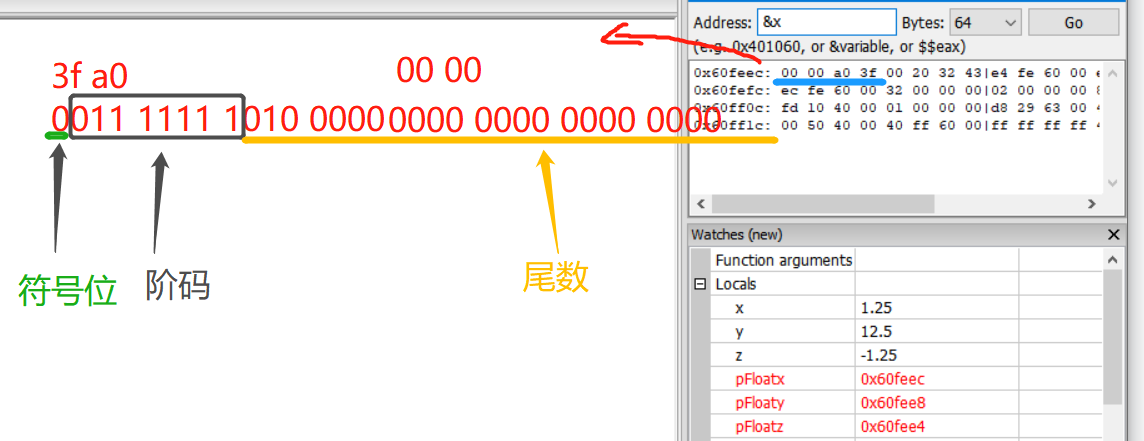 3f a0
00 00
0011 1111 1010 0000 0000 0000 0000 0000
符号位
阶码
尾数
Address: &x Bytes: 64 Go
(e.g. 0x401060, or &variable, or $$eax)
0x60feec: 00 00 a0 3f 00 20 32 43|e4 fe 60 00
0x60fefc: ec fe 60 00 32 00 00 00|02 00 00 00
0x60ff0c: fd 10 40 00 01 00 00 00|d8 29 63 00
0x60ff1c: 00 50 40 00 40 ff 60 00|ff ff ff ff
Watches (new)
Function arguments
Locals
x 1.25
y 12.5
z -1.25
pFloatx 0x60feec
pFloaty 0x60fee8
pFloatz 0x60fee4